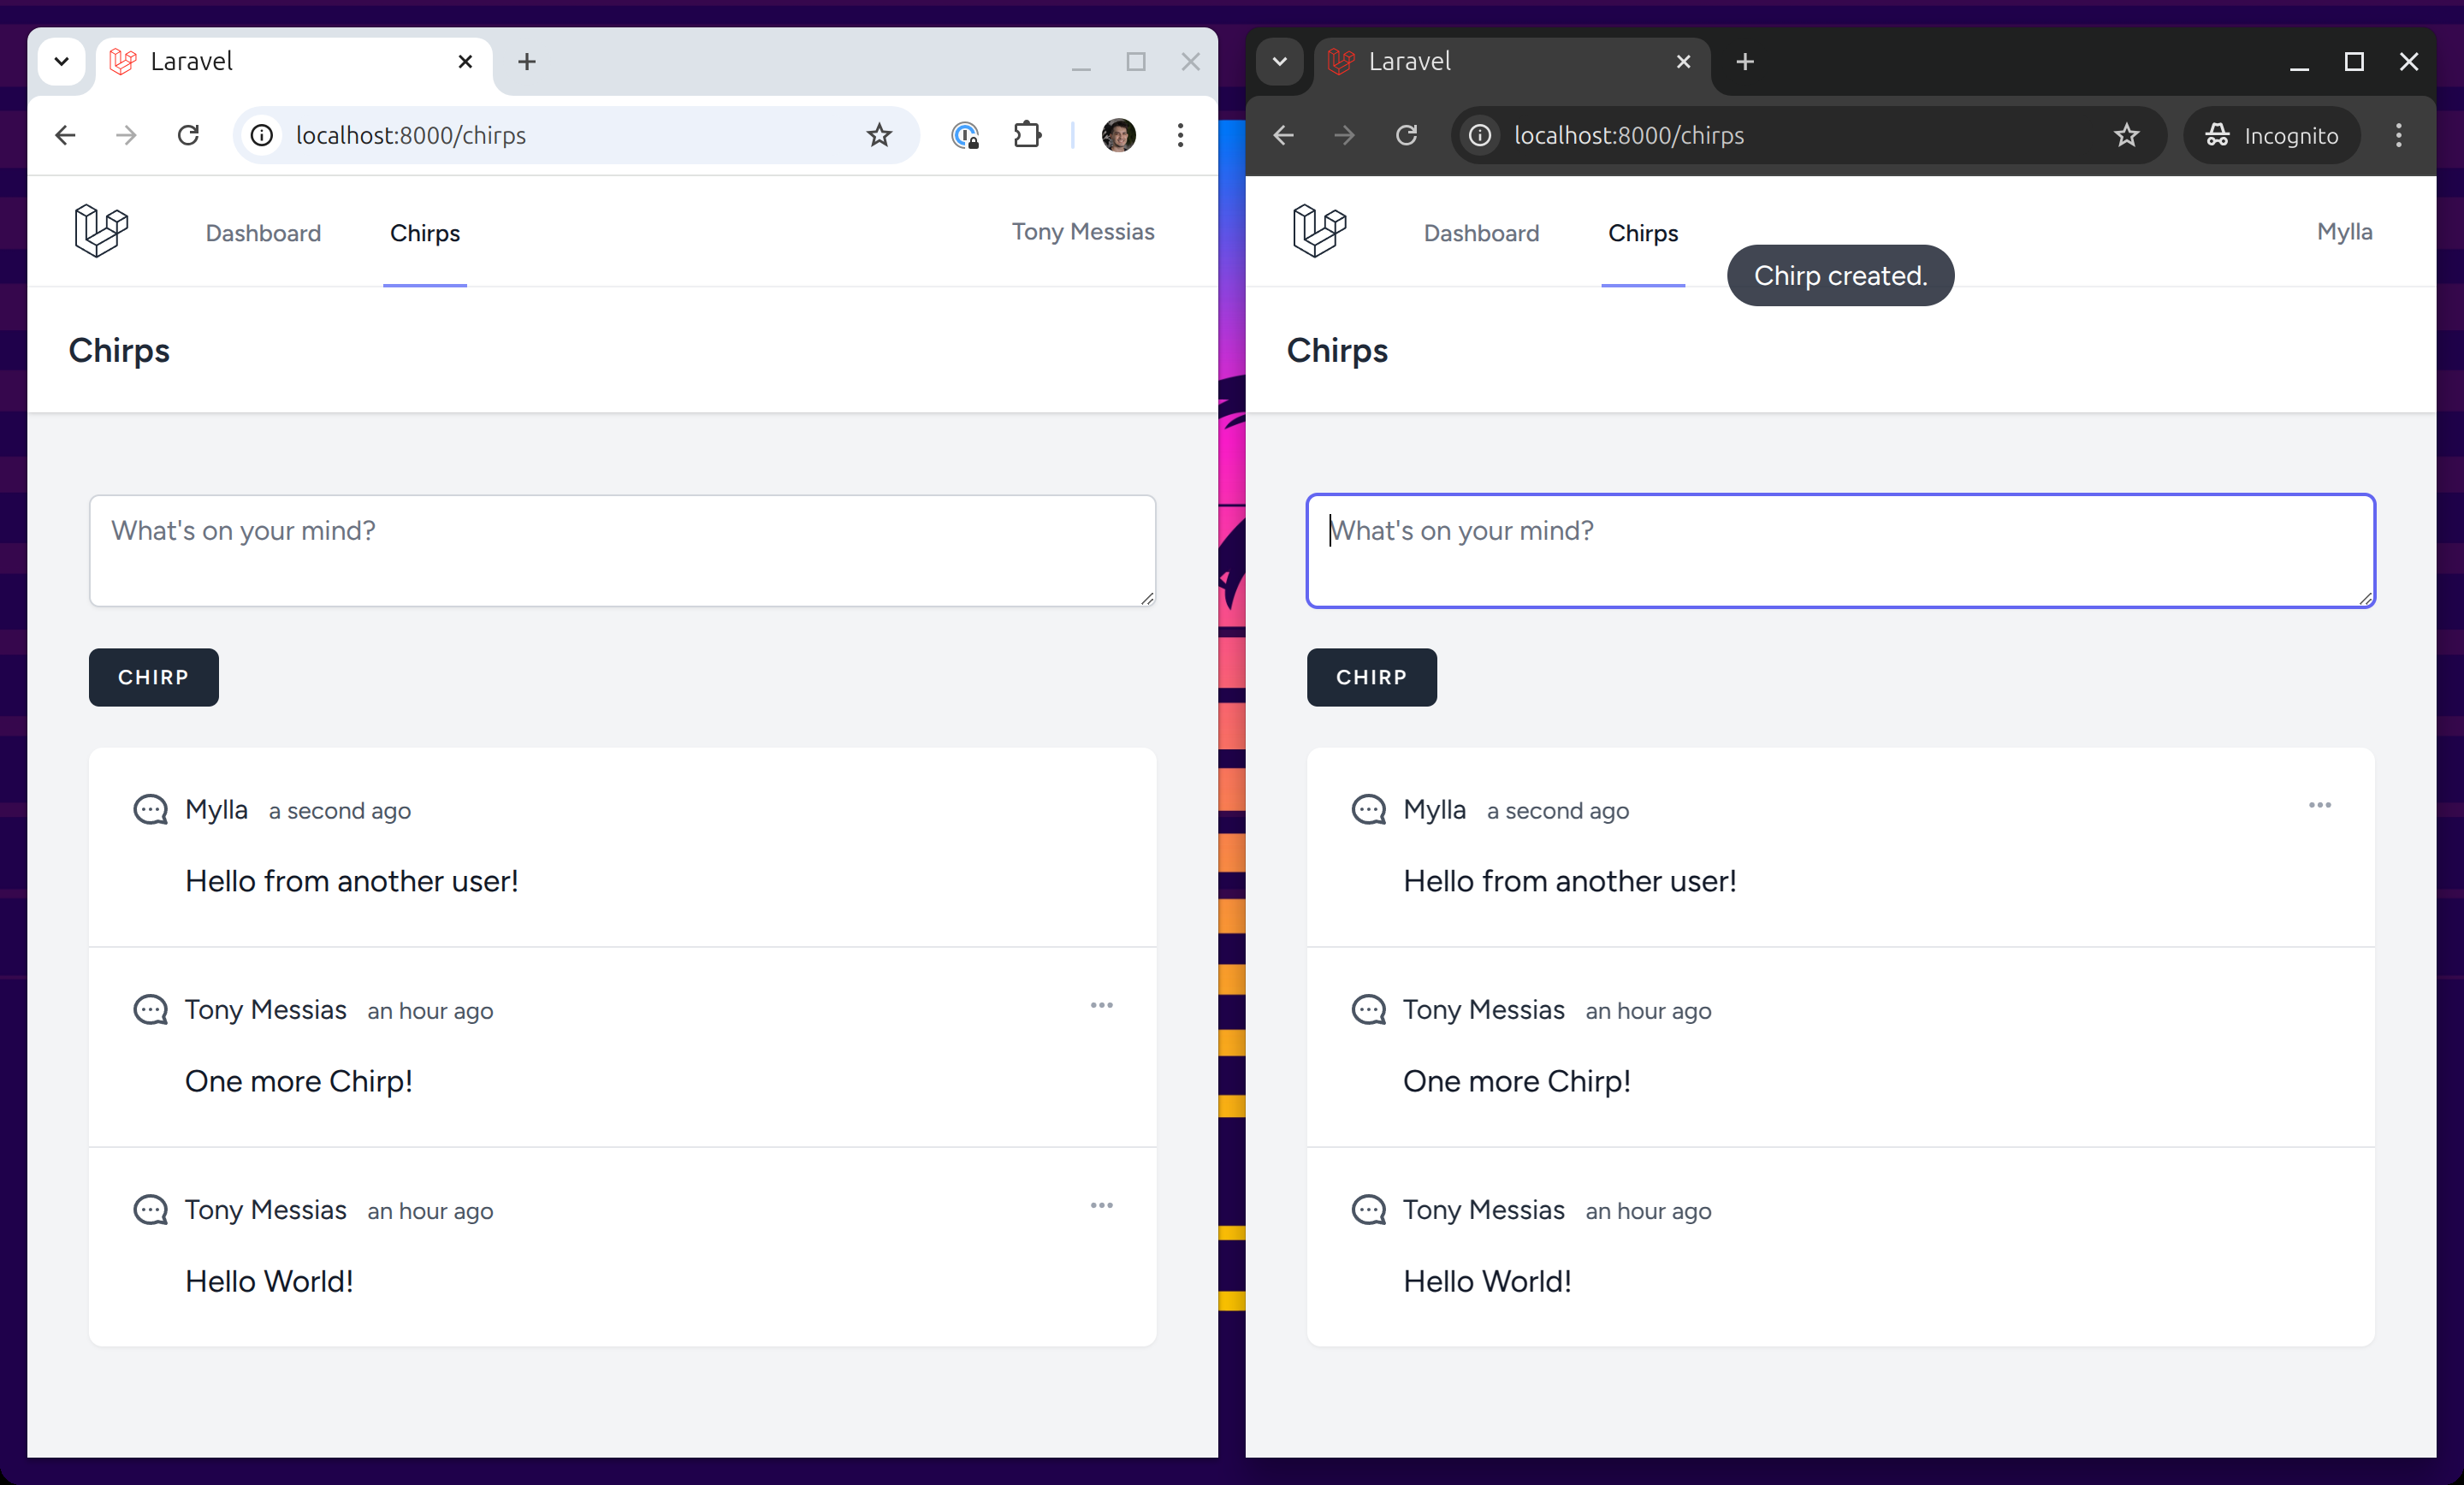 Laravel
localhost:8000/chirps
Dashboard
Chirps
Tony Messias
Chirps
What's on your mind?
CHIRP
Mylla a second ago
Hello from another user!
Tony Messias an hour ago
One more Chirp!
Tony Messias an hour ago
Hello World!
Laravel
localhost:8000/chirps
Incognito
Dashboard
Chirps
Mylla
Chirp created.
Chirps
What's on your mind?
CHIRP
Mylla a second ago
Hello from another user!
Tony Messias an hour ago
One more Chirp!
Tony Messias an hour ago
Hello World!